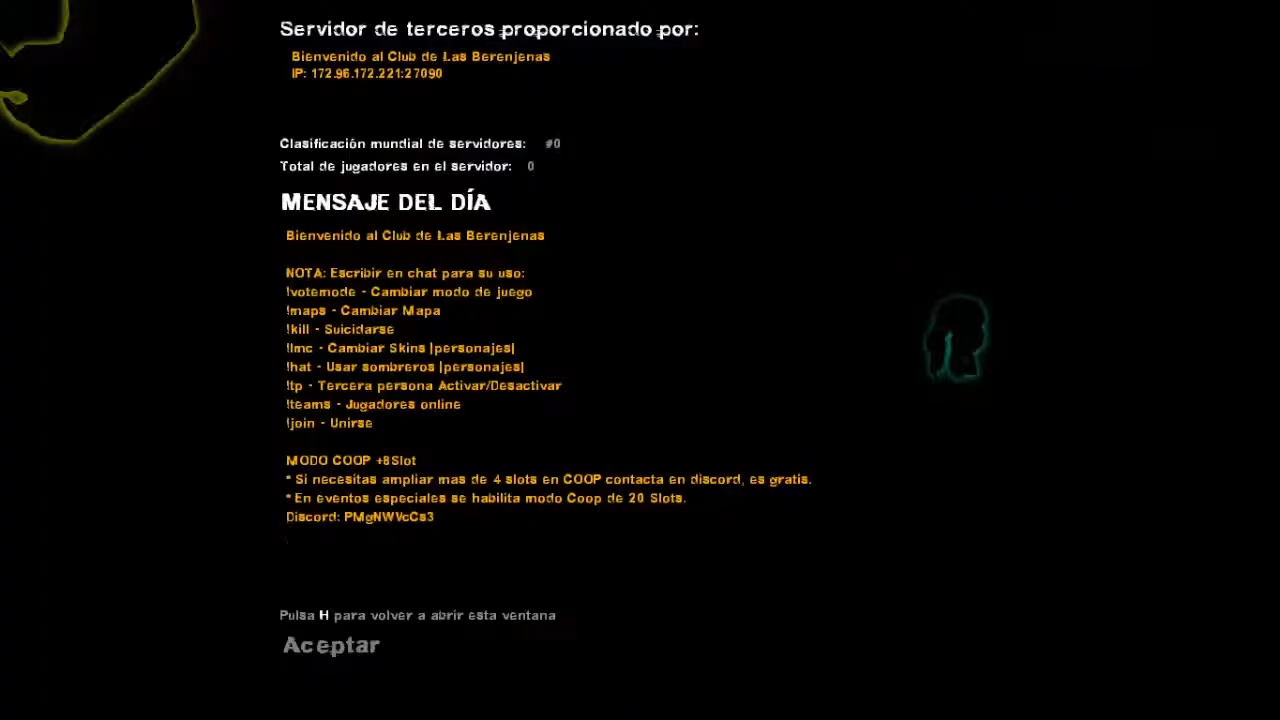 Servidor de terceros proporcionado por:
Bienvenido al Club de Las Berenjenas
IP: 172.96.172.221:27090
Clasificación mundial de servidores: #0
Total de jugadores en el servidor: 0
MENSAJE DEL DÍA
Bienvenido al Club de Las Berenjenas
NOTA: Escribir en chat para su uso:
!votemode - Cambiar modo de juego
!maps - Cambiar Mapa
!kill - Suicidarse
!lmc - Cambiar Skins |personajes|
!hat - Usar sombreros |personajes|
!tp - Tercera persona Activar/Desactivar
!teams - Jugadores online
!join - Unirse
MODO COOP +8Slot
* Si necesitas ampliar mas de 4 slots en COOP contacta en discord, es gratis.
* En eventos especiales se habilita modo Coop de 20 Slots.
Discord: PMgNWVcCs3
Pulsa H para volver a abrir esta ventana
Aceptar